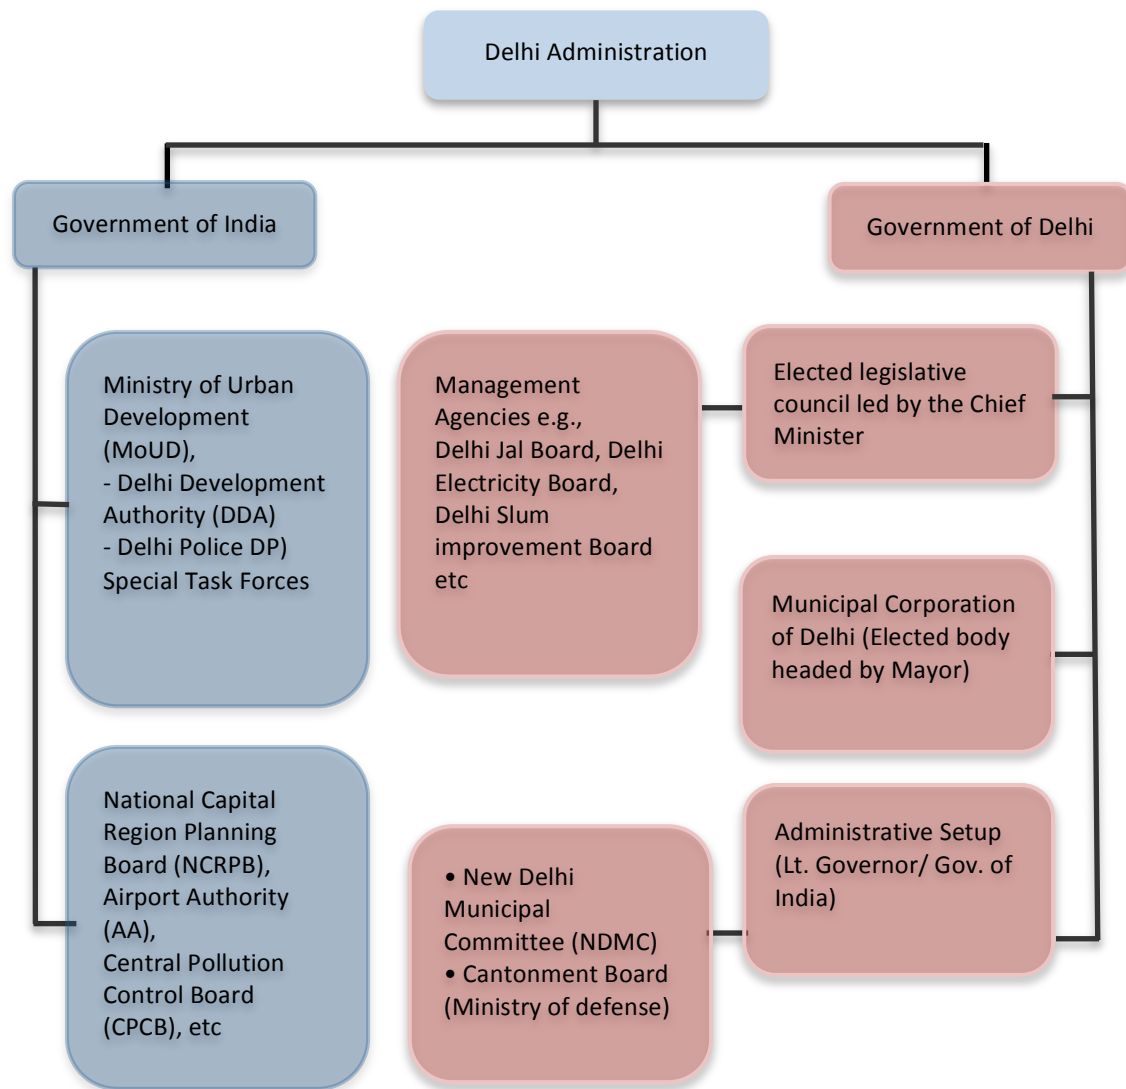 Delhi Administration
Government of India
Government of Delhi
Ministry of Urban
Development
(MoUD),
- Delhi Development
Authority (DDA)
- Delhi Police DP)
Special Task Forces
National Capital
Region Planning
Board (NCRPB),
Airport Authority
(AA),
Central Pollution
Control Board
(CPCB), etc
Management
Agencies e.g.,
Delhi Jal Board, Delhi
Electricity Board,
Delhi Slum
improvement Board
etc
Elected legislative
council led by the Chief
Minister
Municipal Corporation
of Delhi (Elected body
headed by Mayor)
• New Delhi
Municipal
Committee (NDMC)
• Cantonment Board
(Ministry of defense)
Administrative Setup
(Lt. Governor/ Gov. of
India)